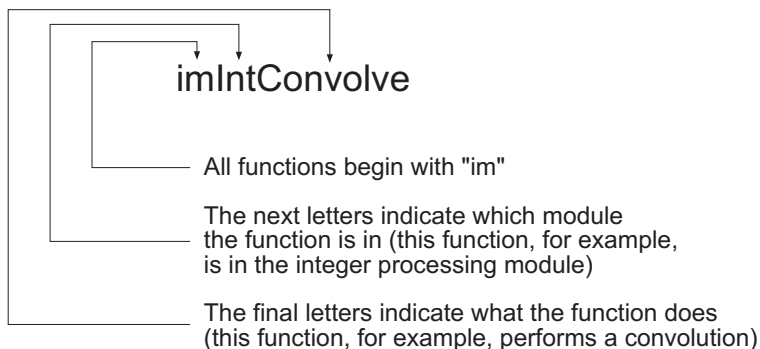 imIntConvolve
All functions begin with "im"
The next letters indicate which module
the function is in (this function, for example,
is in the integer processing module)
The final letters indicate what the function does
(this function, for example, performs a convolution)